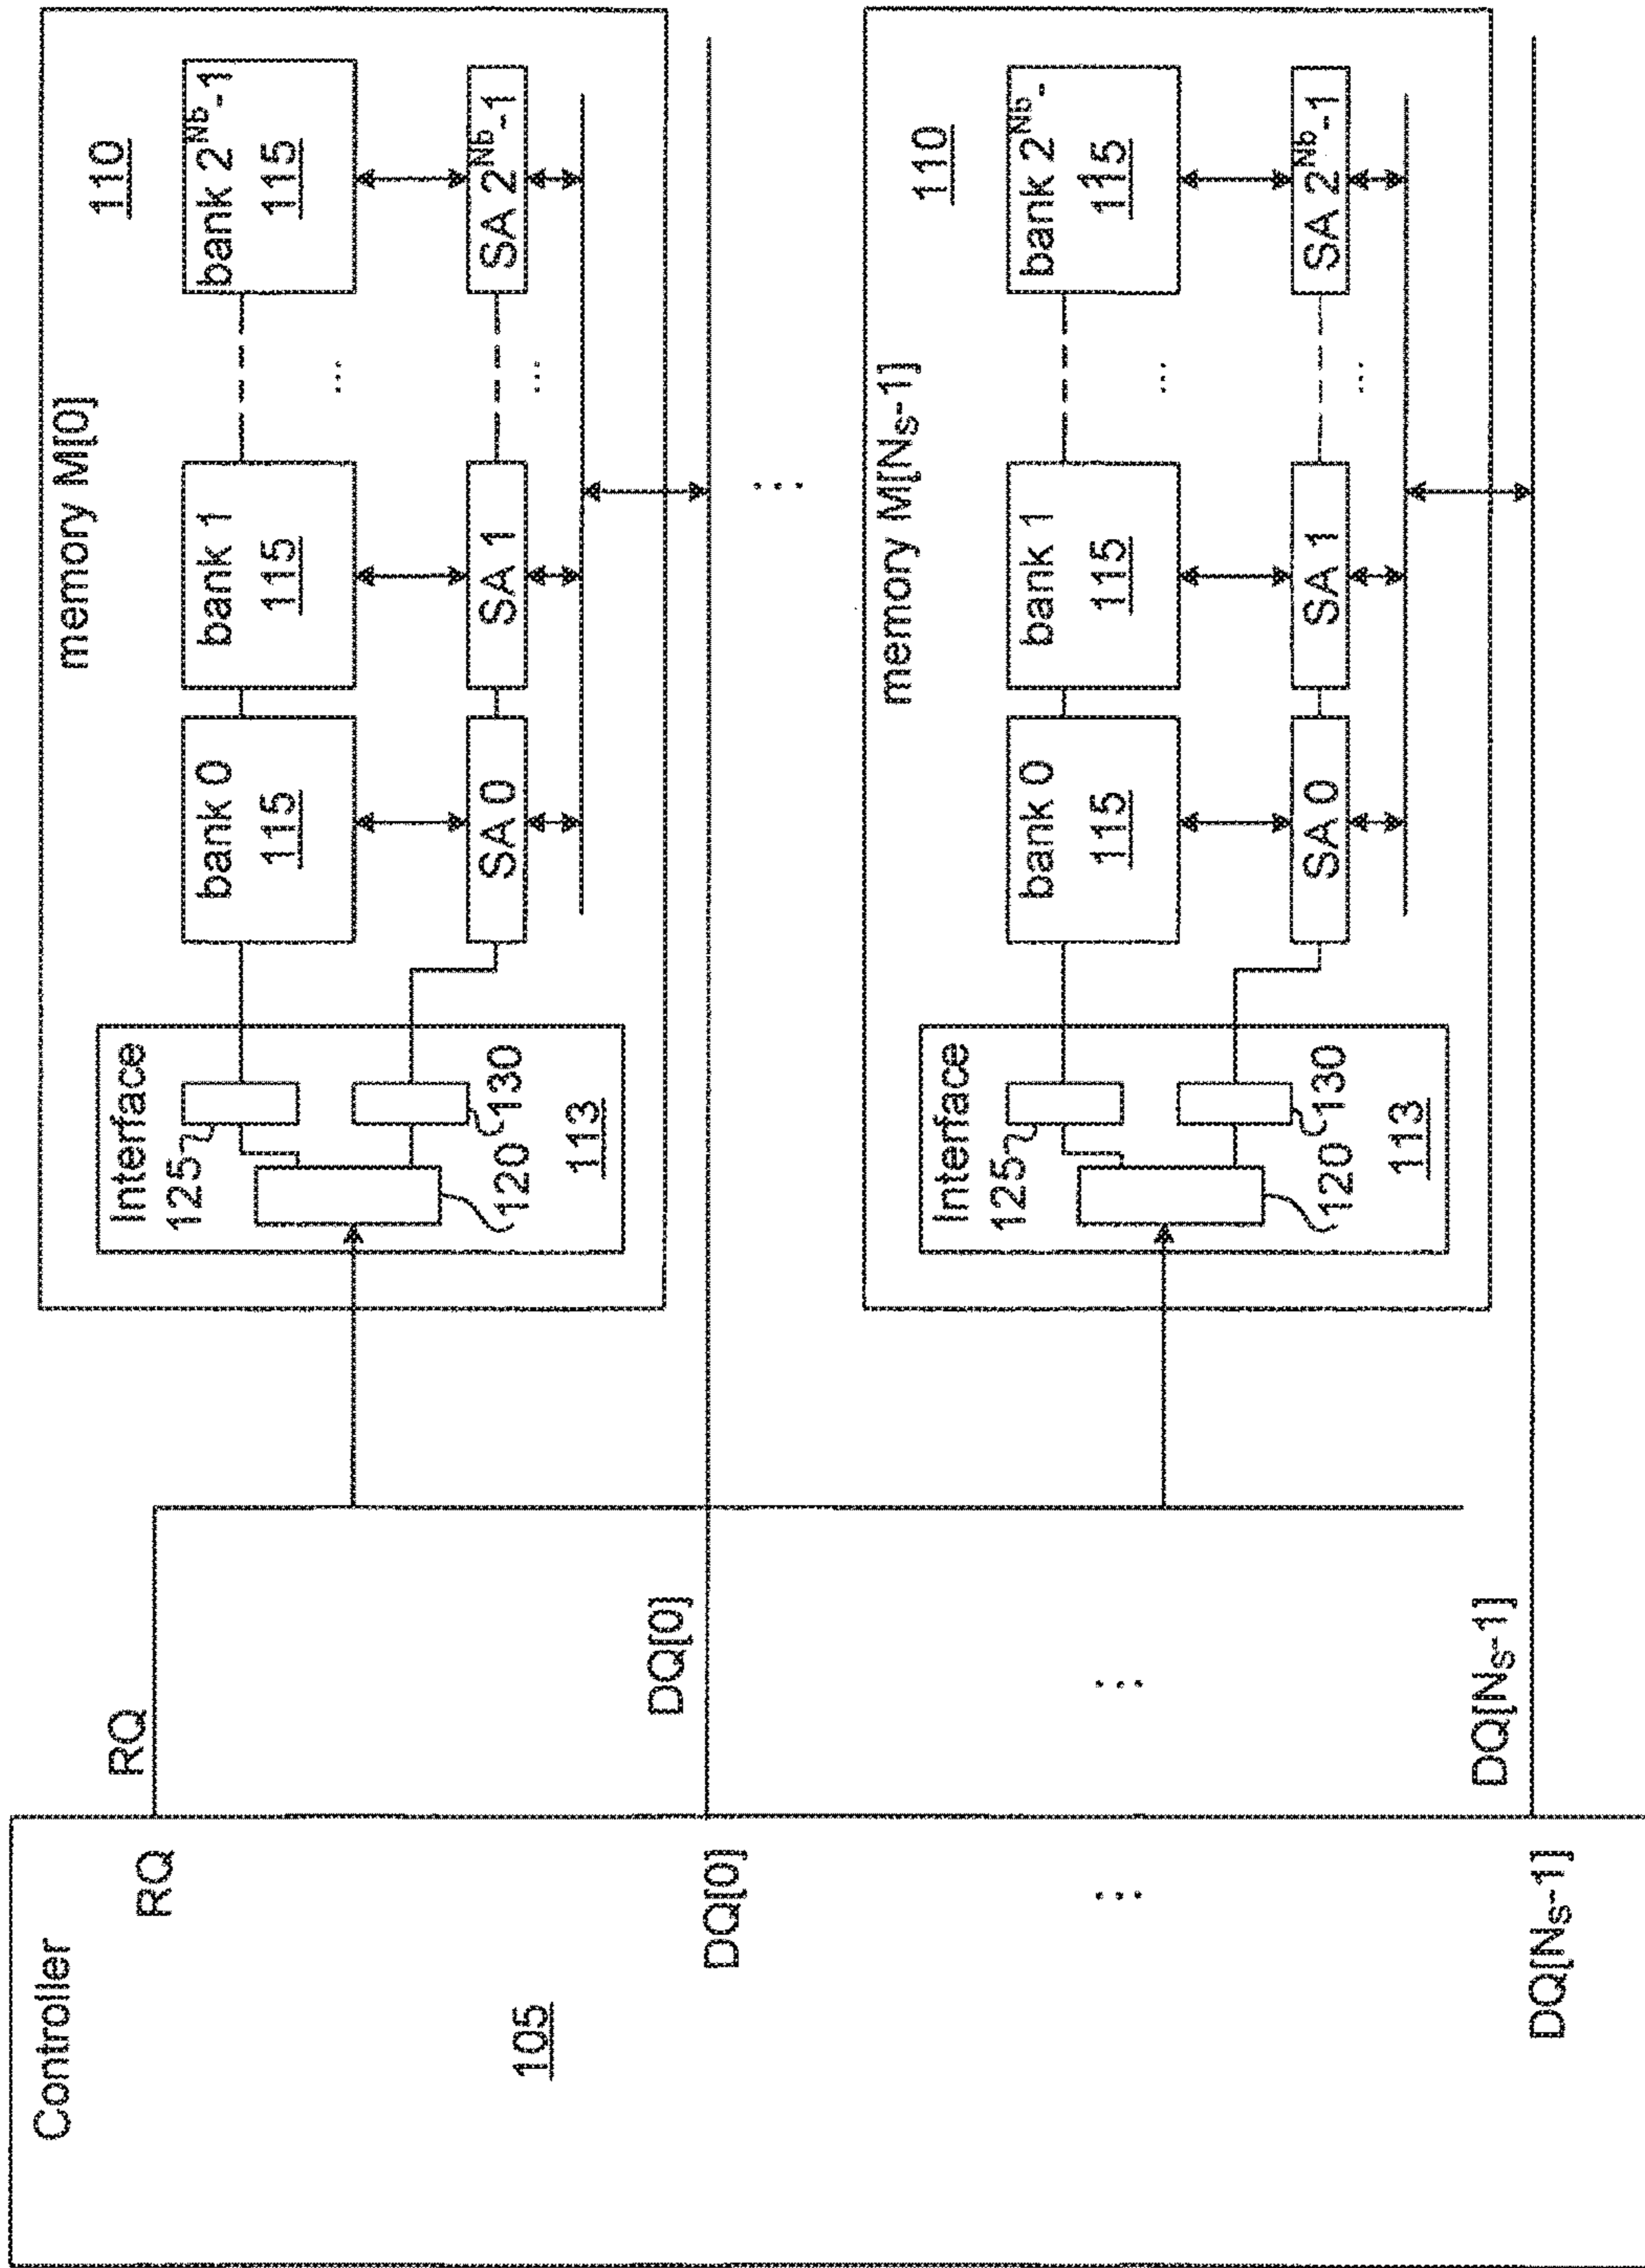 Controller
105
RQ
DQ[0]
...
DQ[Ns-1]
RQ
DQ[0]
...
DQ[Ns-1]
memory M[0]
110
Interface
125
120
130
113
bank 0
115
bank 1
115
...
bank 2^Nb-1
115
SA 0
SA 1
...
SA 2^Nb-1
...
memory M[Ns-1]
110
Interface
125
120
130
113
bank 0
115
bank 1
115
...
bank 2^Nb-
115
SA 0
SA 1
...
SA 2^Nb-1